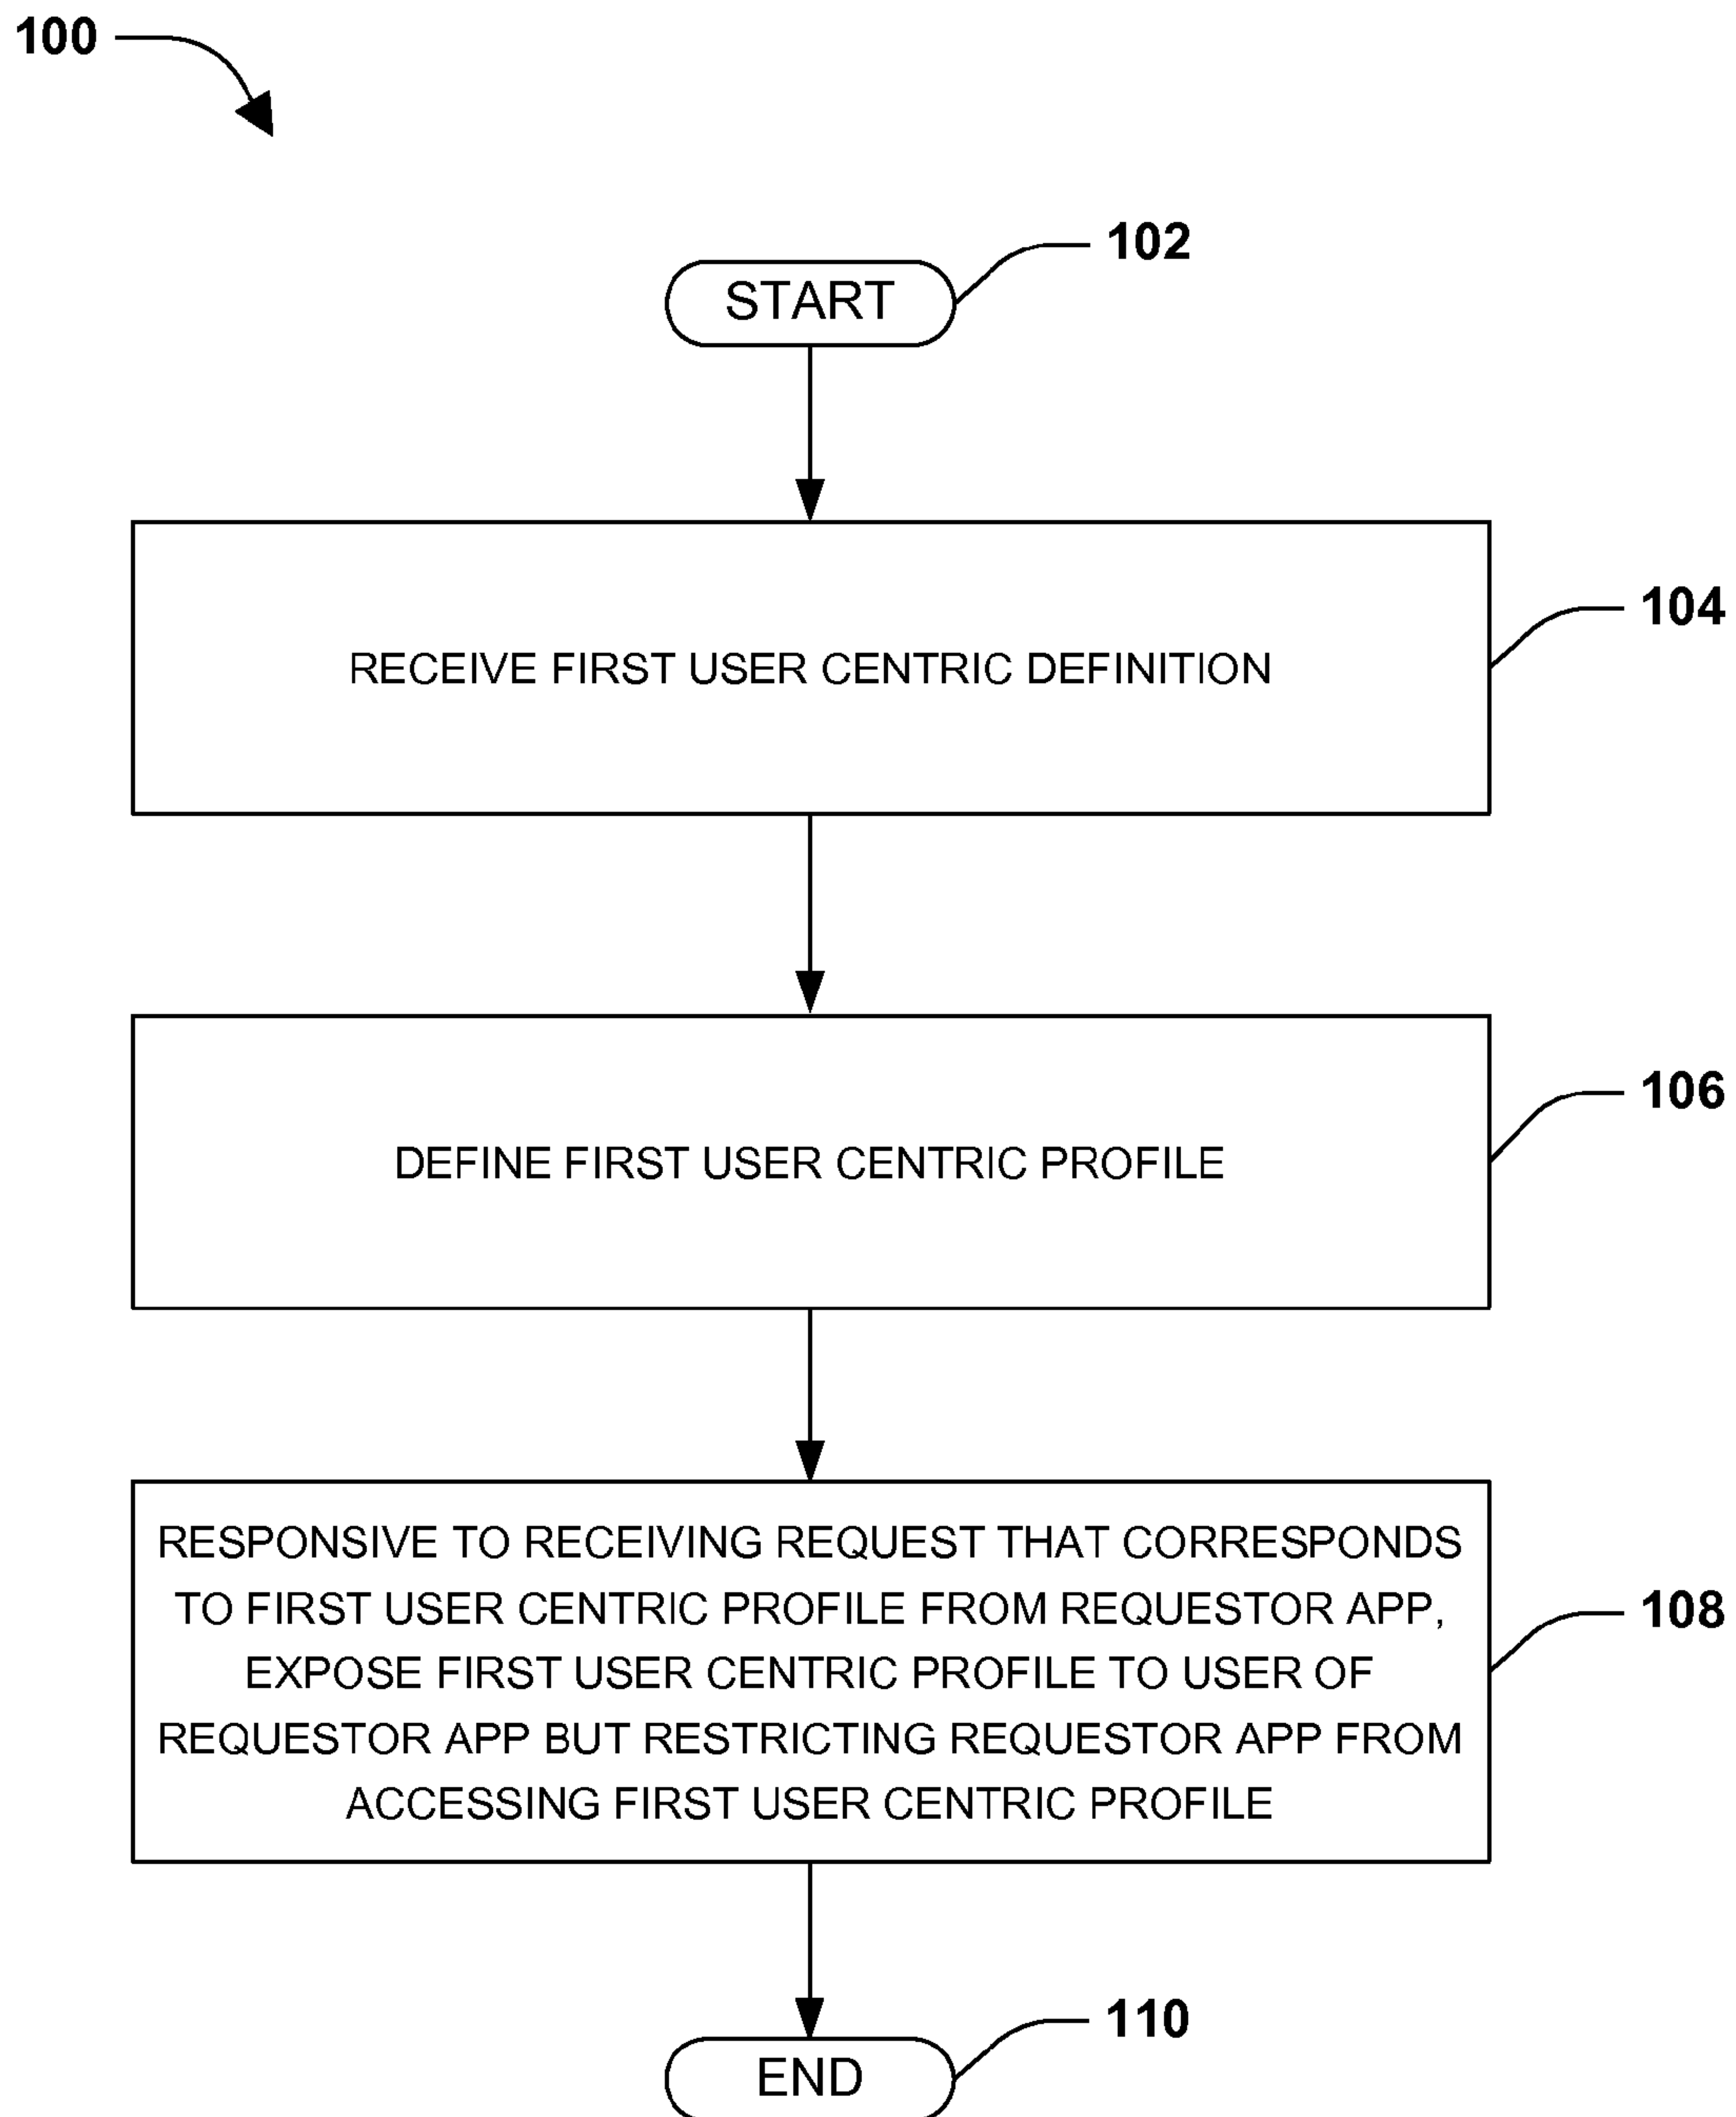 100
102
START
104
RECEIVE FIRST USER CENTRIC DEFINITION
106
DEFINE FIRST USER CENTRIC PROFILE
RESPONSIVE TO RECEIVING REQUEST THAT CORRESPONDS
TO FIRST USER CENTRIC PROFILE FROM REQUESTOR APP,
108
EXPOSE FIRST USER CENTRIC PROFILE TO USER OF
REQUESTOR APP BUT RESTRICTING REQUESTOR APP FROM
ACCESSING FIRST USER CENTRIC PROFILE
110
END